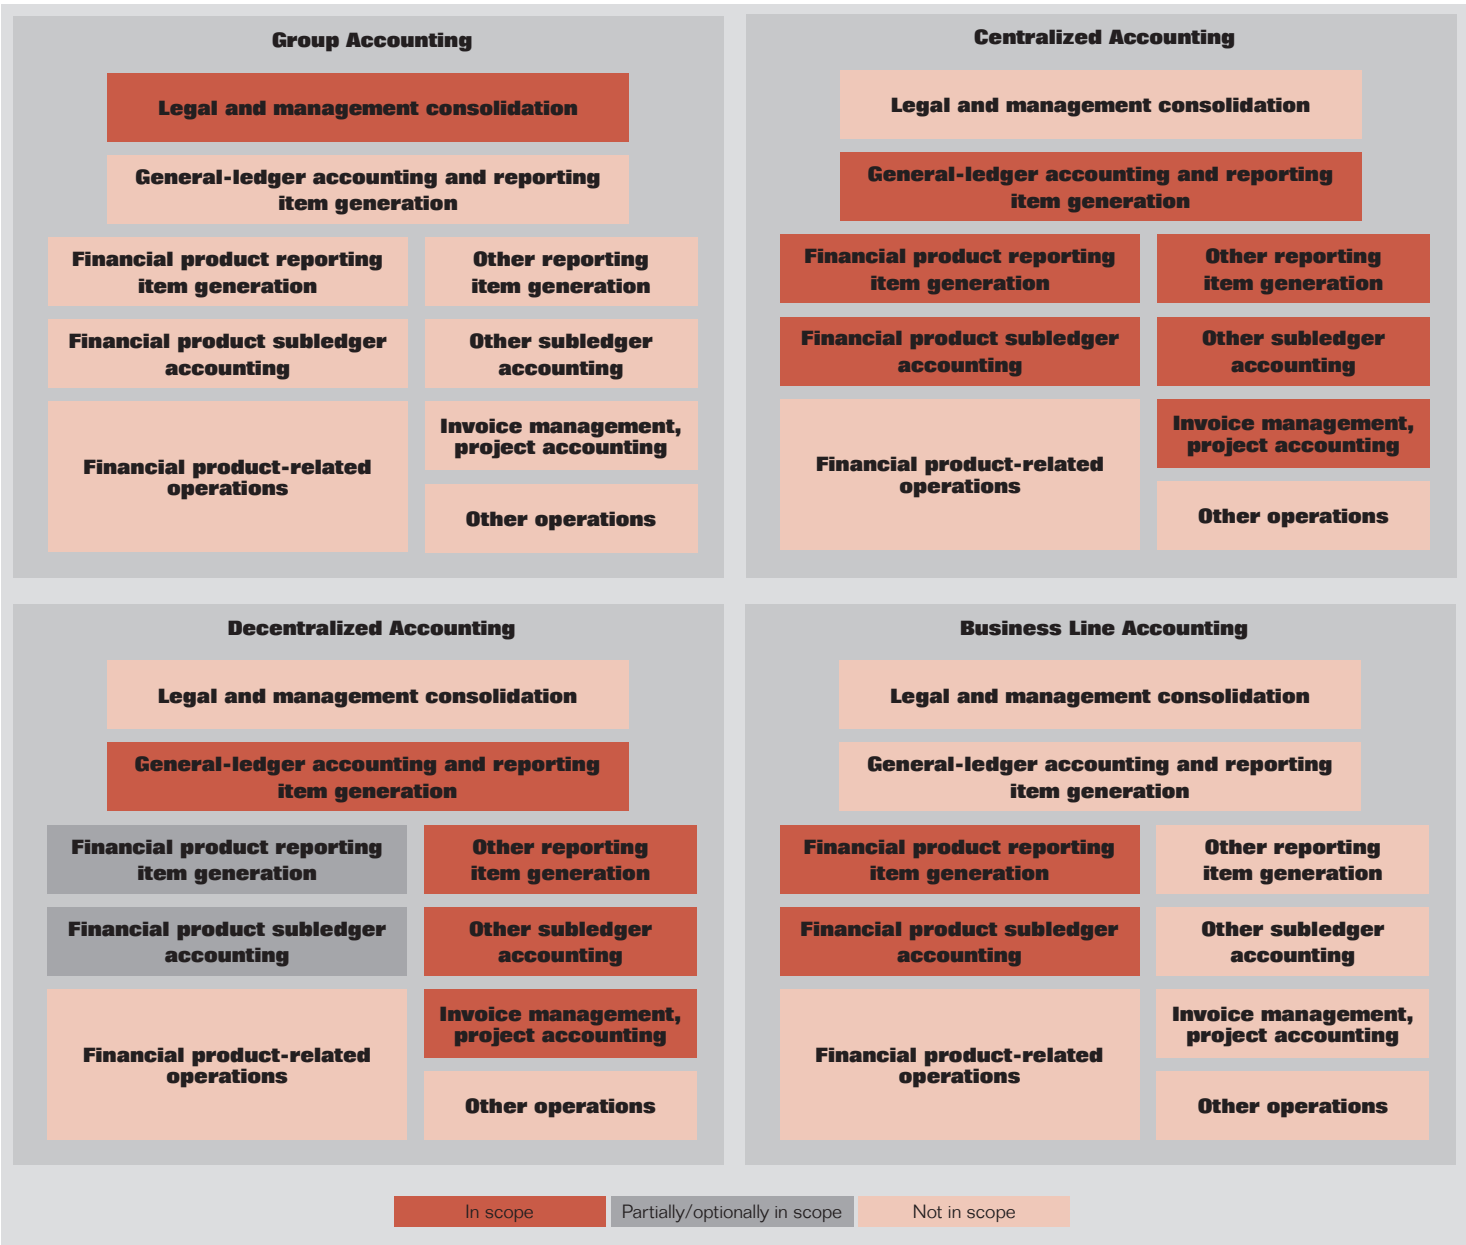 Group Accounting
Legal and management consolidation
General-ledger accounting and reporting
item generation
Financial product reporting
item generation
Other reporting
item generation
Financial product subledger
accounting
Other subledger
accounting
Financial product-related
operations
Invoice management,
project accounting
Other operations
Centralized Accounting
Legal and management consolidation
General-ledger accounting and reporting
item generation
Financial product reporting
item generation
Other reporting
item generation
Financial product subledger
accounting
Other subledger
accounting
Financial product-related
operations
Invoice management,
project accounting
Other operations
Decentralized Accounting
Legal and management consolidation
General-ledger accounting and reporting
item generation
Financial product reporting
item generation
Other reporting
item generation
Financial product subledger
accounting
Other subledger
accounting
Financial product-related
operations
Invoice management,
project accounting
Other operations
Business Line Accounting
Legal and management consolidation
General-ledger accounting and reporting
item generation
Financial product reporting
item generation
Other reporting
item generation
Financial product subledger
accounting
Other subledger
accounting
Financial product-related
operations
Invoice management,
project accounting
Other operations
In scope
Partially/optionally in scope
Not in scope